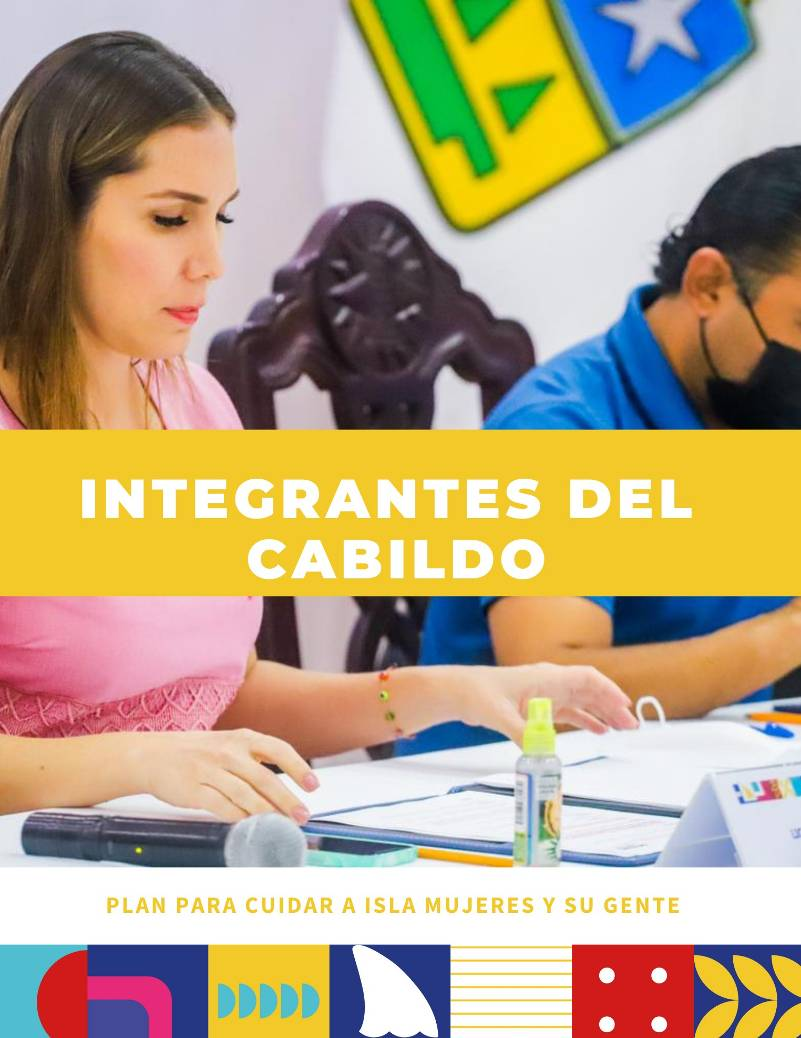 INTEGRANTES DEL
CABILDO
PLAN PARA CUIDAR A ISLA MUJERES Y SU GENTE